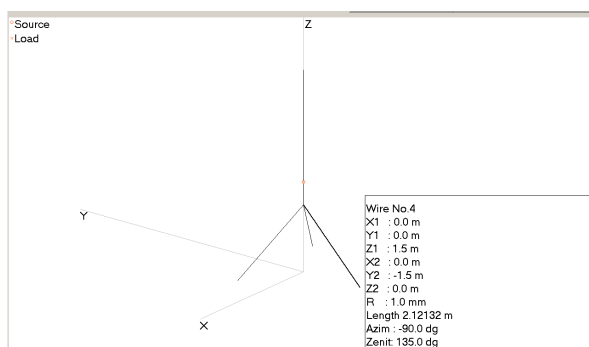 Source
Load
Z
Y
X
Wire No.4
X1 : 0.0 m
Y1 : 0.0 m
Z1 : 1.5 m
X2 : 0.0 m
Y2 : -1.5 m
Z2 : 0.0 m
R : 1.0 mm
Length 2.12132 m
Azim : -90.0 dg
Zenit: 135.0 dg